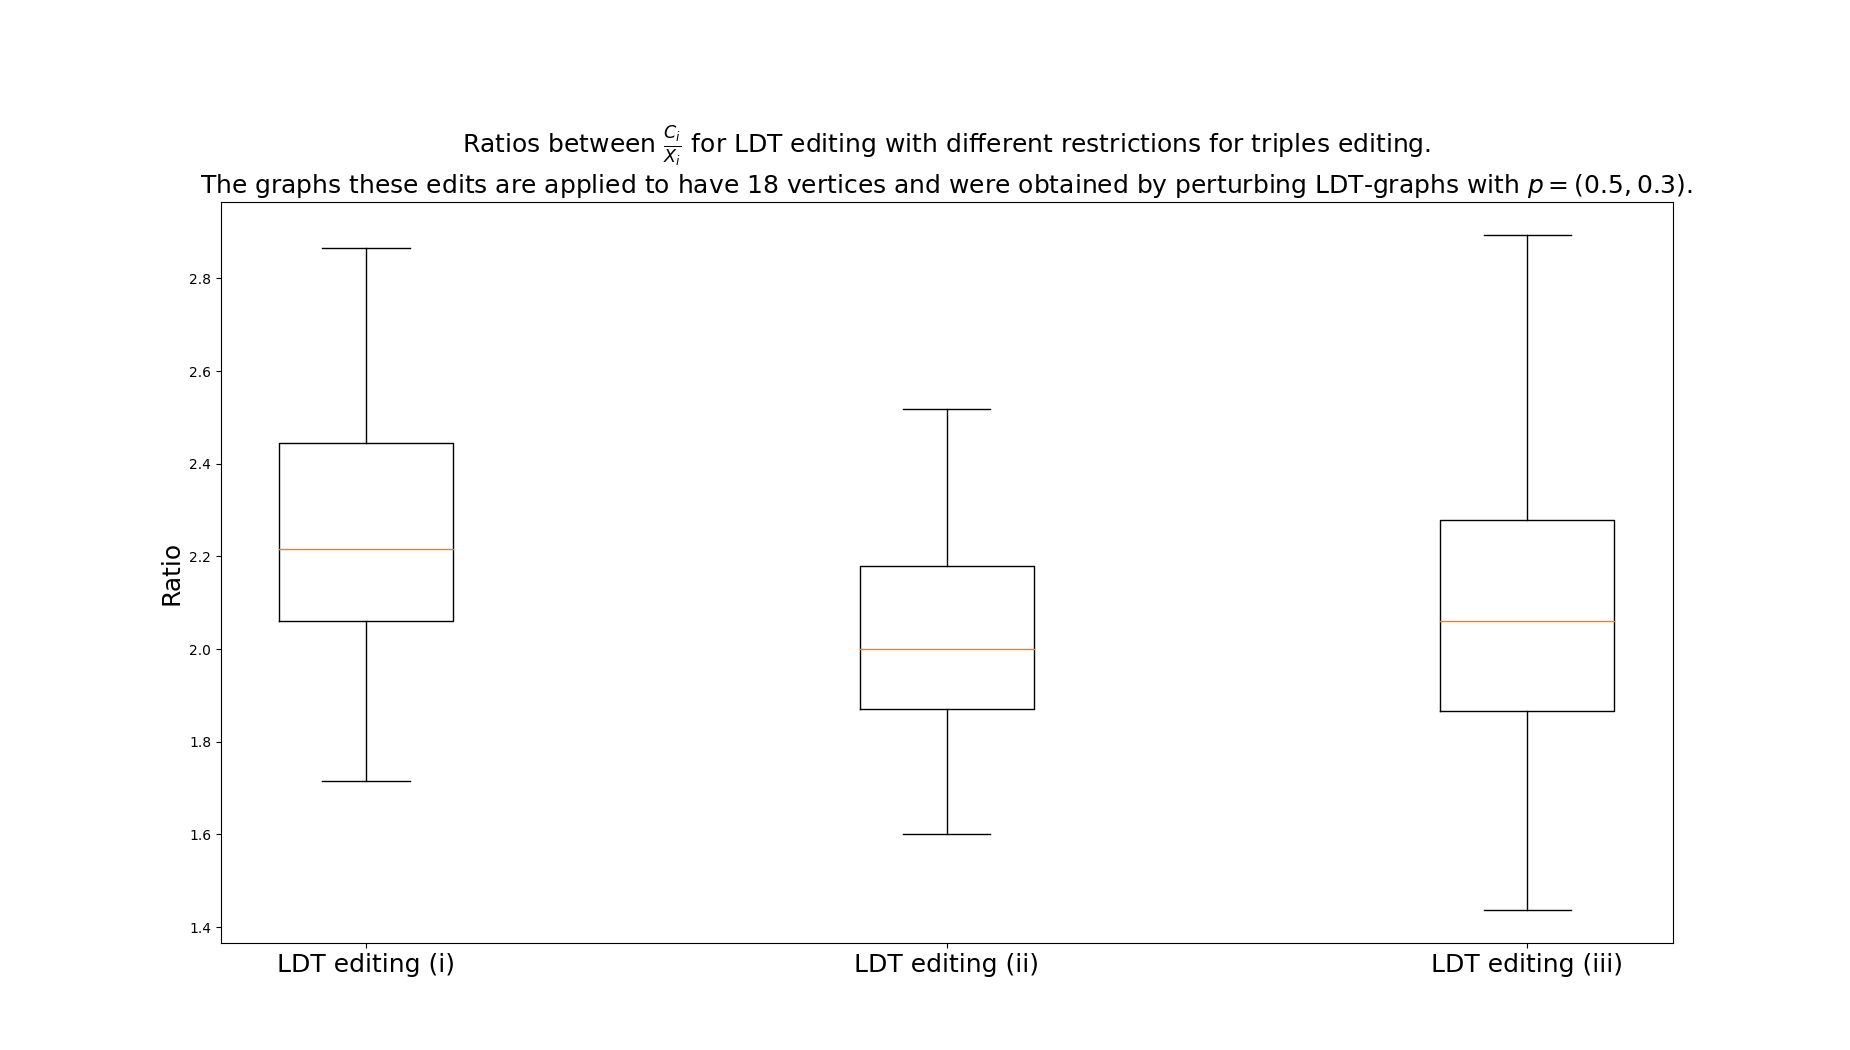 Ratios between C_i/X_i for LDT editing with different restrictions for triples editing.
The graphs these edits are applied to have 18 vertices and were obtained by perturbing LDT-graphs with p = (0.5, 0.3).
Ratio
2.8
2.6
2.4
2.2
2.0
1.8
1.6
1.4
LDT editing (i)
LDT editing (ii)
LDT editing (iii)